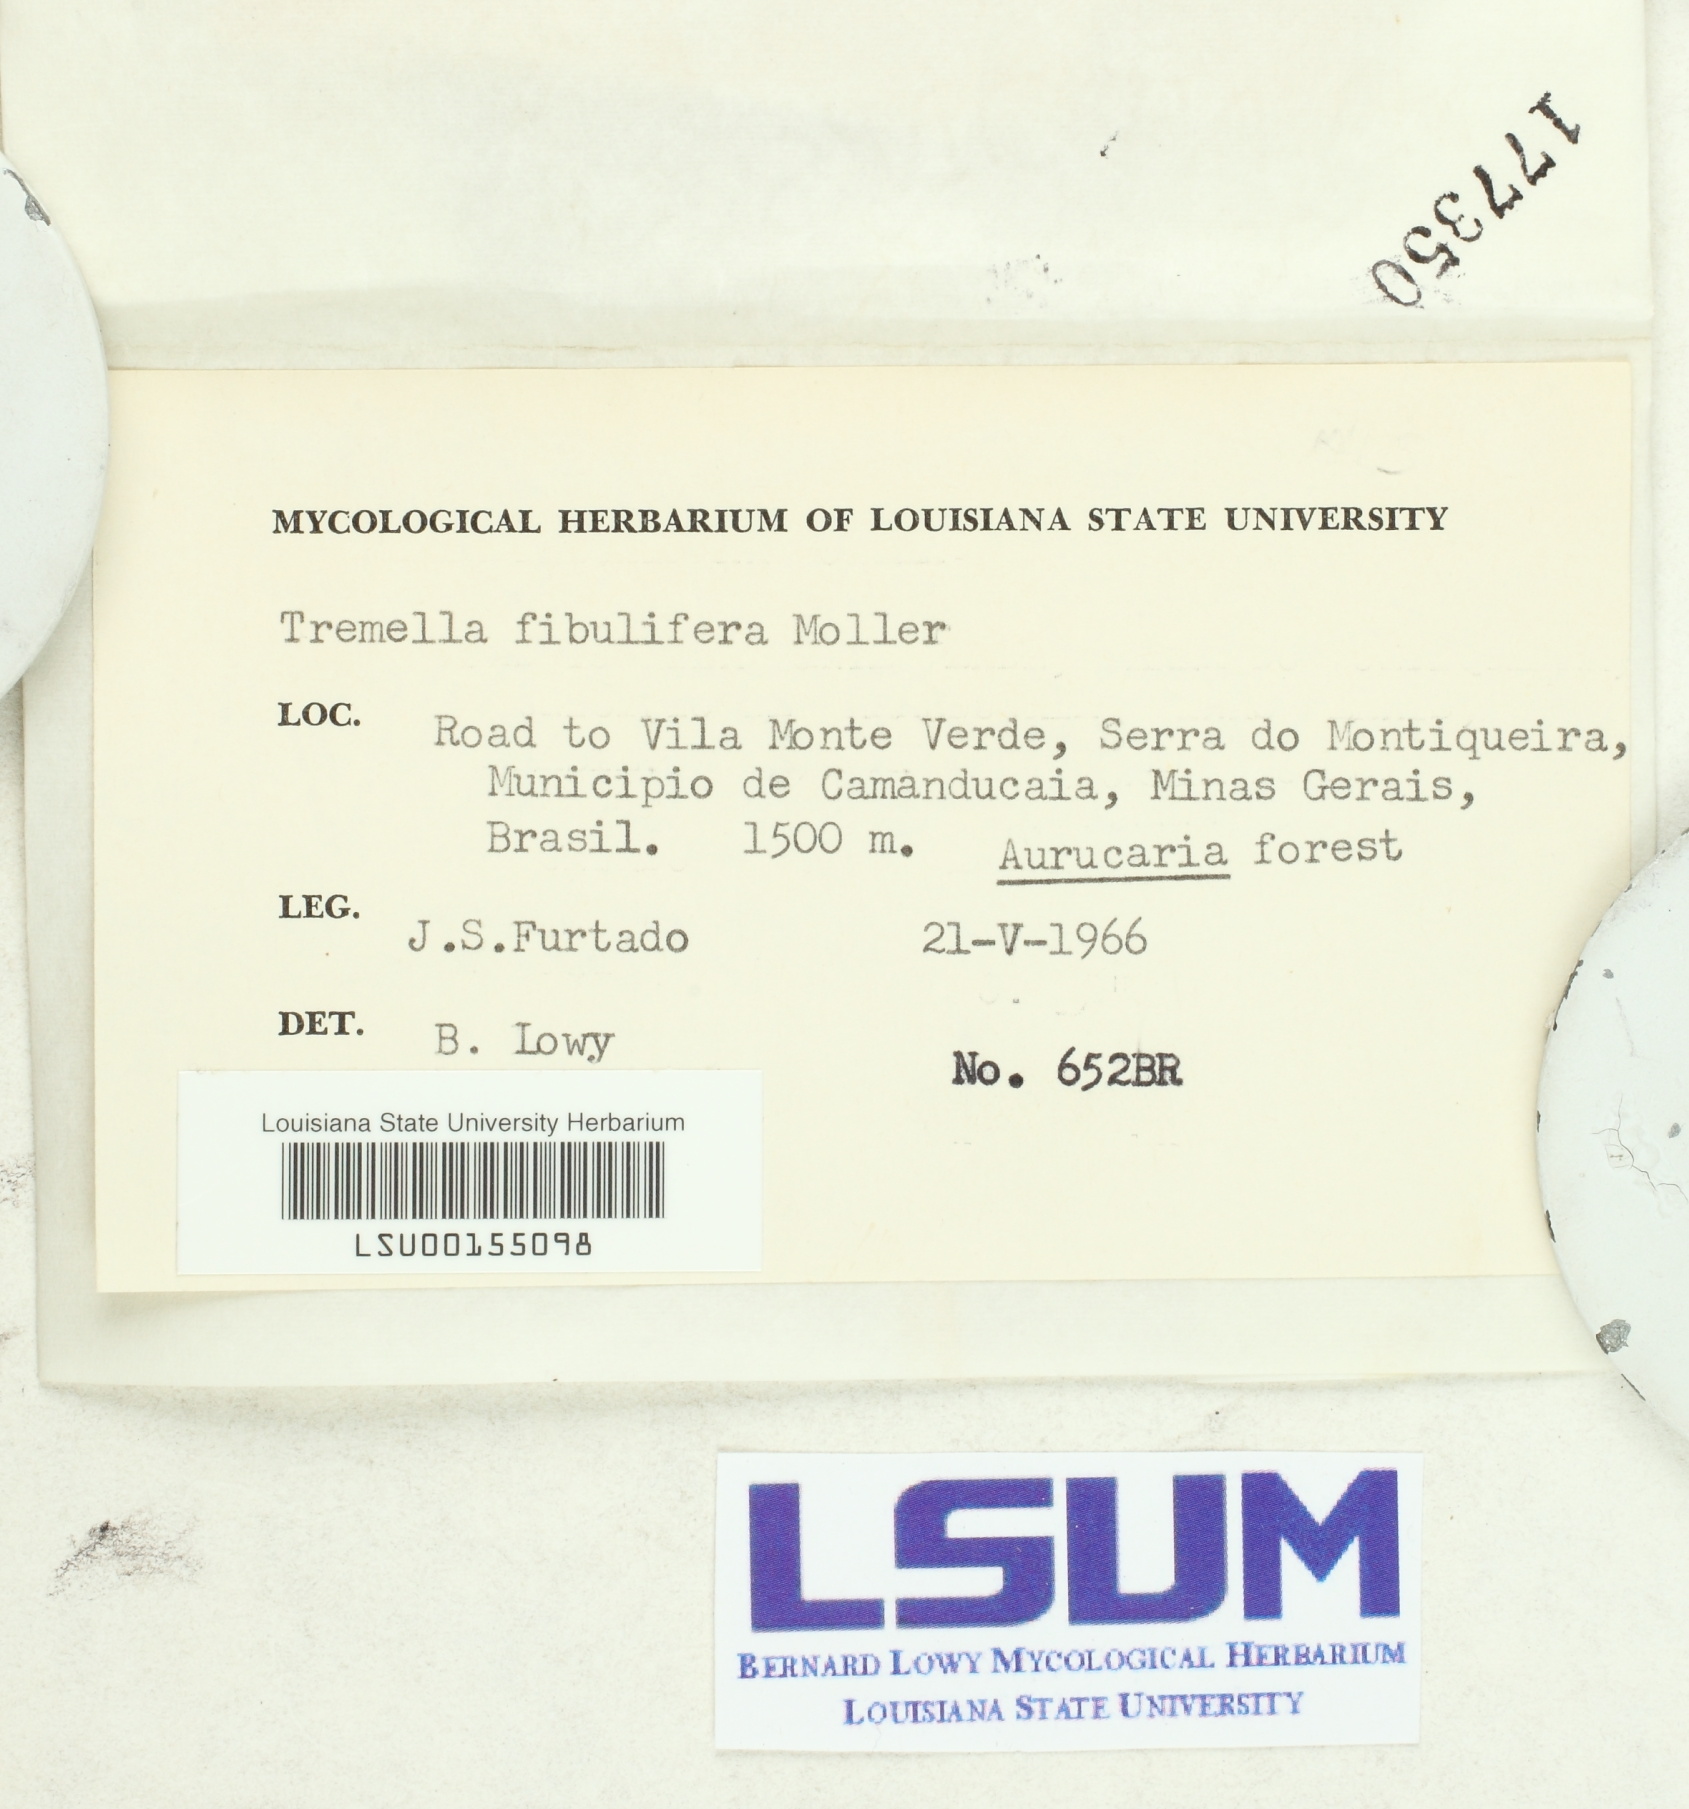 177350
MYCOLOGICAL HERBARIUM OF LOUISIANA STATE UNIVERSITY
Tremella fibulifera Moller
LOC. Road to Vila Monte Verde, Serra do Montiqueira,
Municipio de Camanducaia, Minas Gerais,
Brasil. 1500 m. Aurucaria forest
LEG. J.S.Furtado 21-V-1966
DET. B. Lowy
No. 652BR
Louisiana State University Herbarium
LSU00155098
LSUM
BERNARD LOWY MYCOLOGICAL HERBARIUM
LOUISIANA STATE UNIVERSITY